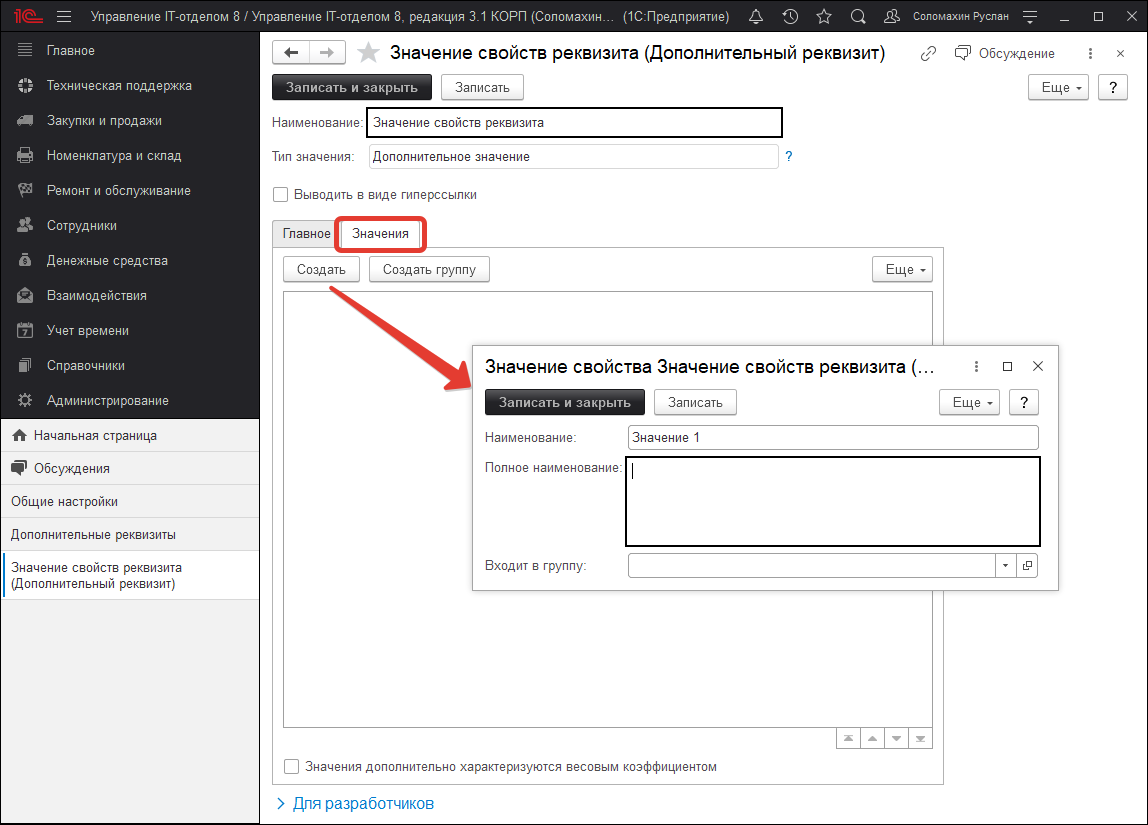 1С Управление IT-отделом 8 / Управление IT-отделом 8, редакция 3.1 КОРП (Соломахин... (1С:Предприятие) Соломахин Руслан
Главное
Техническая поддержка
Закупки и продажи
Номенклатура и склад
Ремонт и обслуживание
Сотрудники
Денежные средства
Взаимодействия
Учет времени
Справочники
Администрирование
Начальная страница
Обсуждения
Общие настройки
Дополнительные реквизиты
Значение свойств реквизита
(Дополнительный реквизит)
Значение свойств реквизита (Дополнительный реквизит) Обсуждение
Записать и закрыть Записать Еще ?
Наименование: Значение свойств реквизита
Тип значения: Дополнительное значение ?
Выводить в виде гиперссылки
Главное Значения
Создать Создать группу Еще
Значение свойства Значение свойств реквизита (...
Записать и закрыть Записать Еще ?
Наименование: Значение 1
Полное наименование:
Входит в группу:
Значения дополнительно характеризуются весовым коэффициентом
Для разработчиков